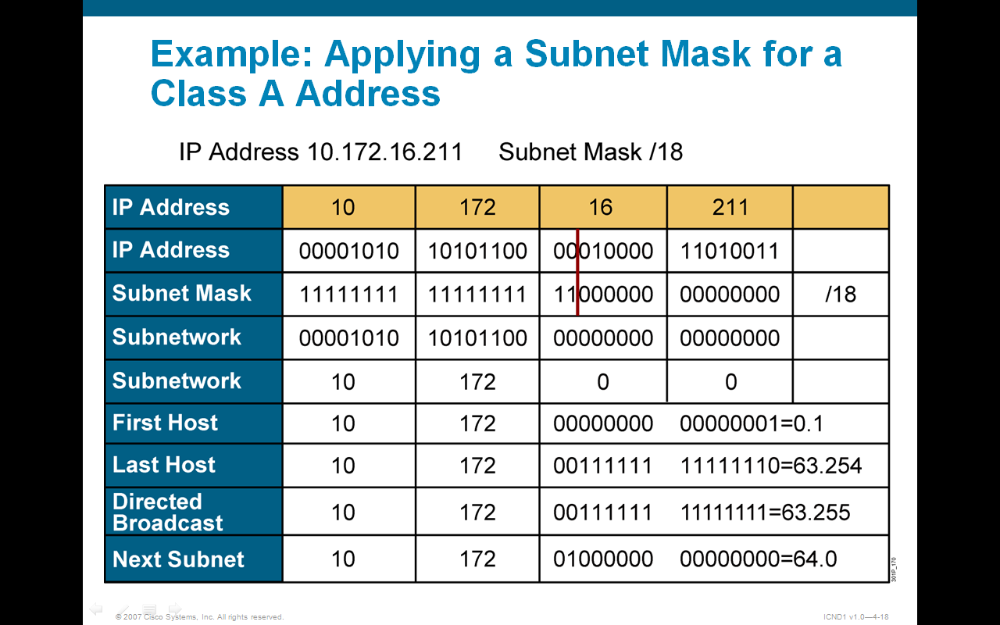 Example: Applying a Subnet Mask for a
Class A Address
IP Address 10.172.16.211 Subnet Mask /18
IP Address 10 172 16 211
IP Address 00001010 10101100 00010000 11010011
Subnet Mask 11111111 11111111 11000000 00000000 /18
Subnetwork 00001010 10101100 00000000 00000000
Subnetwork 10 172 0 0
First Host 10 172 00000000 00000001=0.1
Last Host 10 172 00111111 11111110=63.254
Directed
Broadcast 10 172 00111111 11111111=63.255
Next Subnet 10 172 01000000 00000000=64.0
301P_170
© 2007 Cisco Systems, Inc. All rights reserved. ICND1 v1.0—4-18